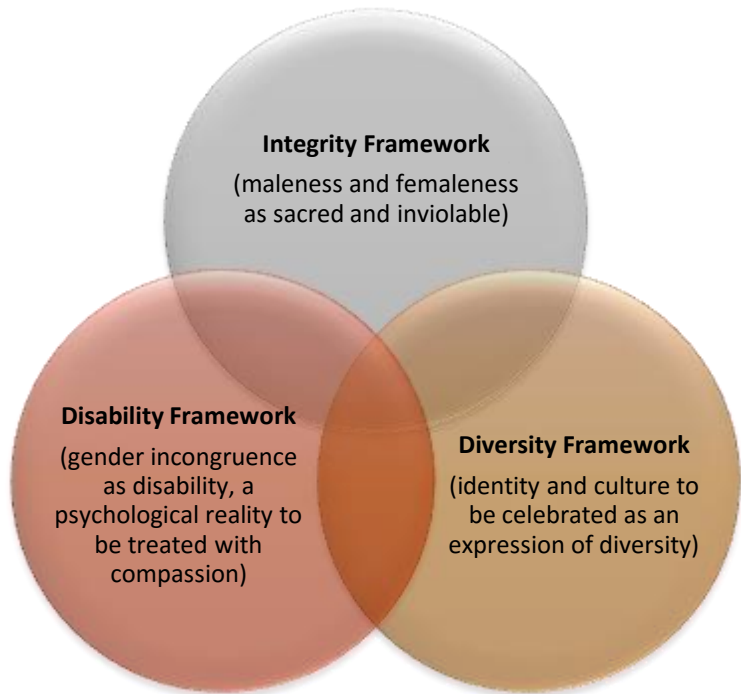 Integrity Framework
(maleness and femaleness
as sacred and inviolable)
Disability Framework
(gender incongruence
as disability, a
psychological reality to
be treated with
compassion)
Diversity Framework
(identity and culture to
be celebrated as an
expression of diversity)